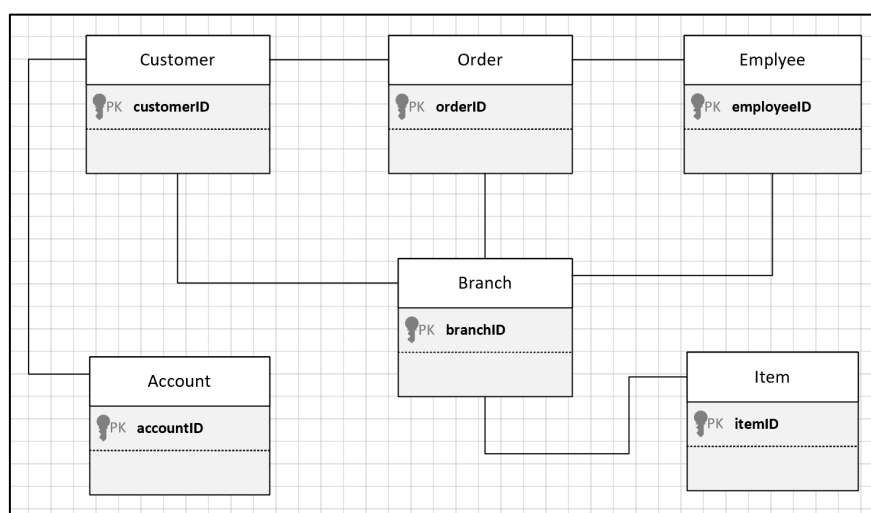 Customer
PK customerID
Order
PK orderID
Emplyee
PK employeeID
Branch
PK branchID
Account
PK accountID
Item
PK itemID